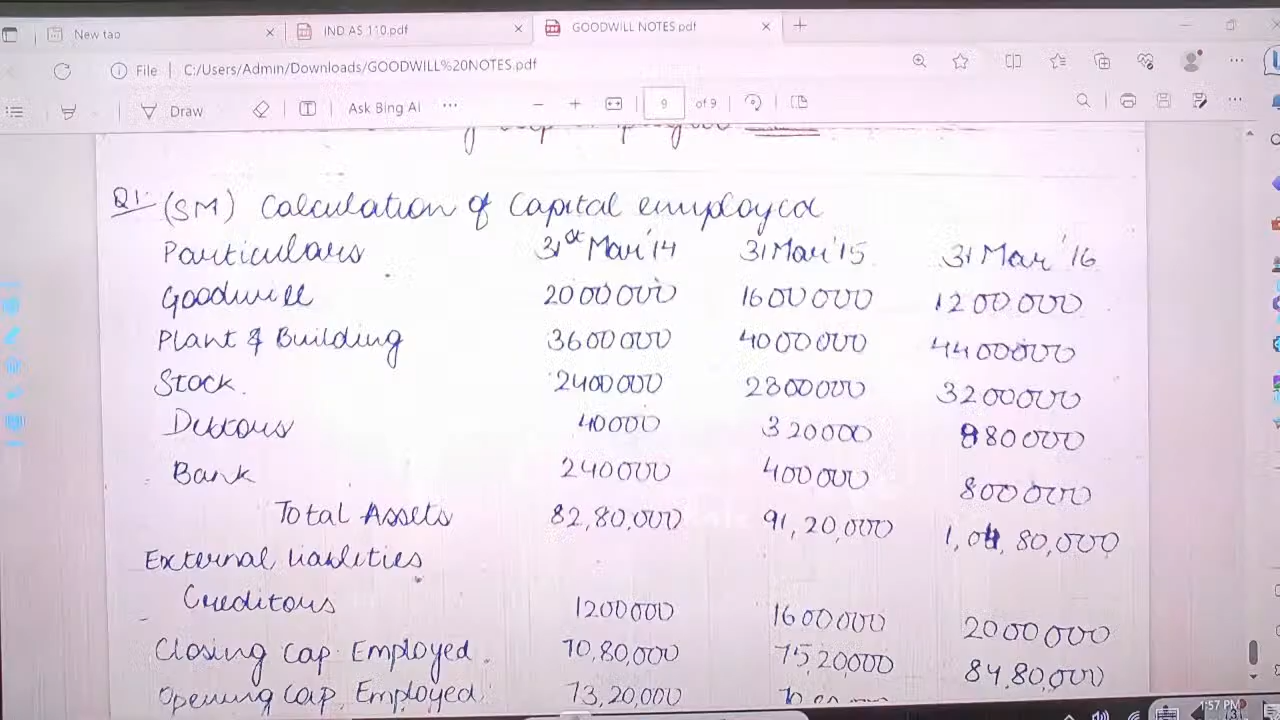 New tab
IND AS 110.pdf
GOODWILL NOTES.pdf
File | C:/Users/Admin/Downloads/GOODWILL%20NOTES.pdf
Draw
Ask Bing AI
9 of 9
Q1 (SM) Calculation of Capital employed
Particulars 31st Mar'14 31 Mar'15 31 Mar'16
Goodwill 2000000 1600000 1200000
Plant & Building 3600000 4000000 4400000
Stock 2400000 2800000 3200000
Debtors 40000 320000 880000
Bank 240000 400000 800000
Total Assets 82,80,000 91,20,000 1,04,80,000
External liabilities
Creditors 1200000 1600000 2000000
Closing Cap. Employed. 70,80,000 75,20,000 84,80,000
Opening Cap. Employed 73,20,000
1:57 PM